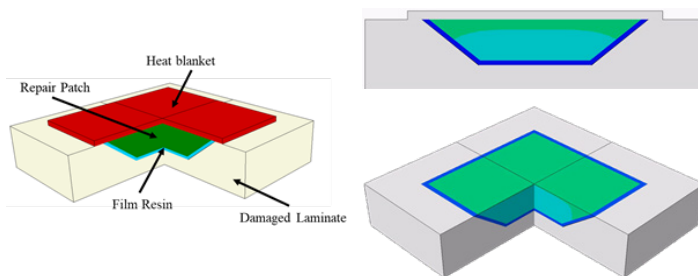 Heat blanket
Repair Patch
Film Resin
Damaged Laminate